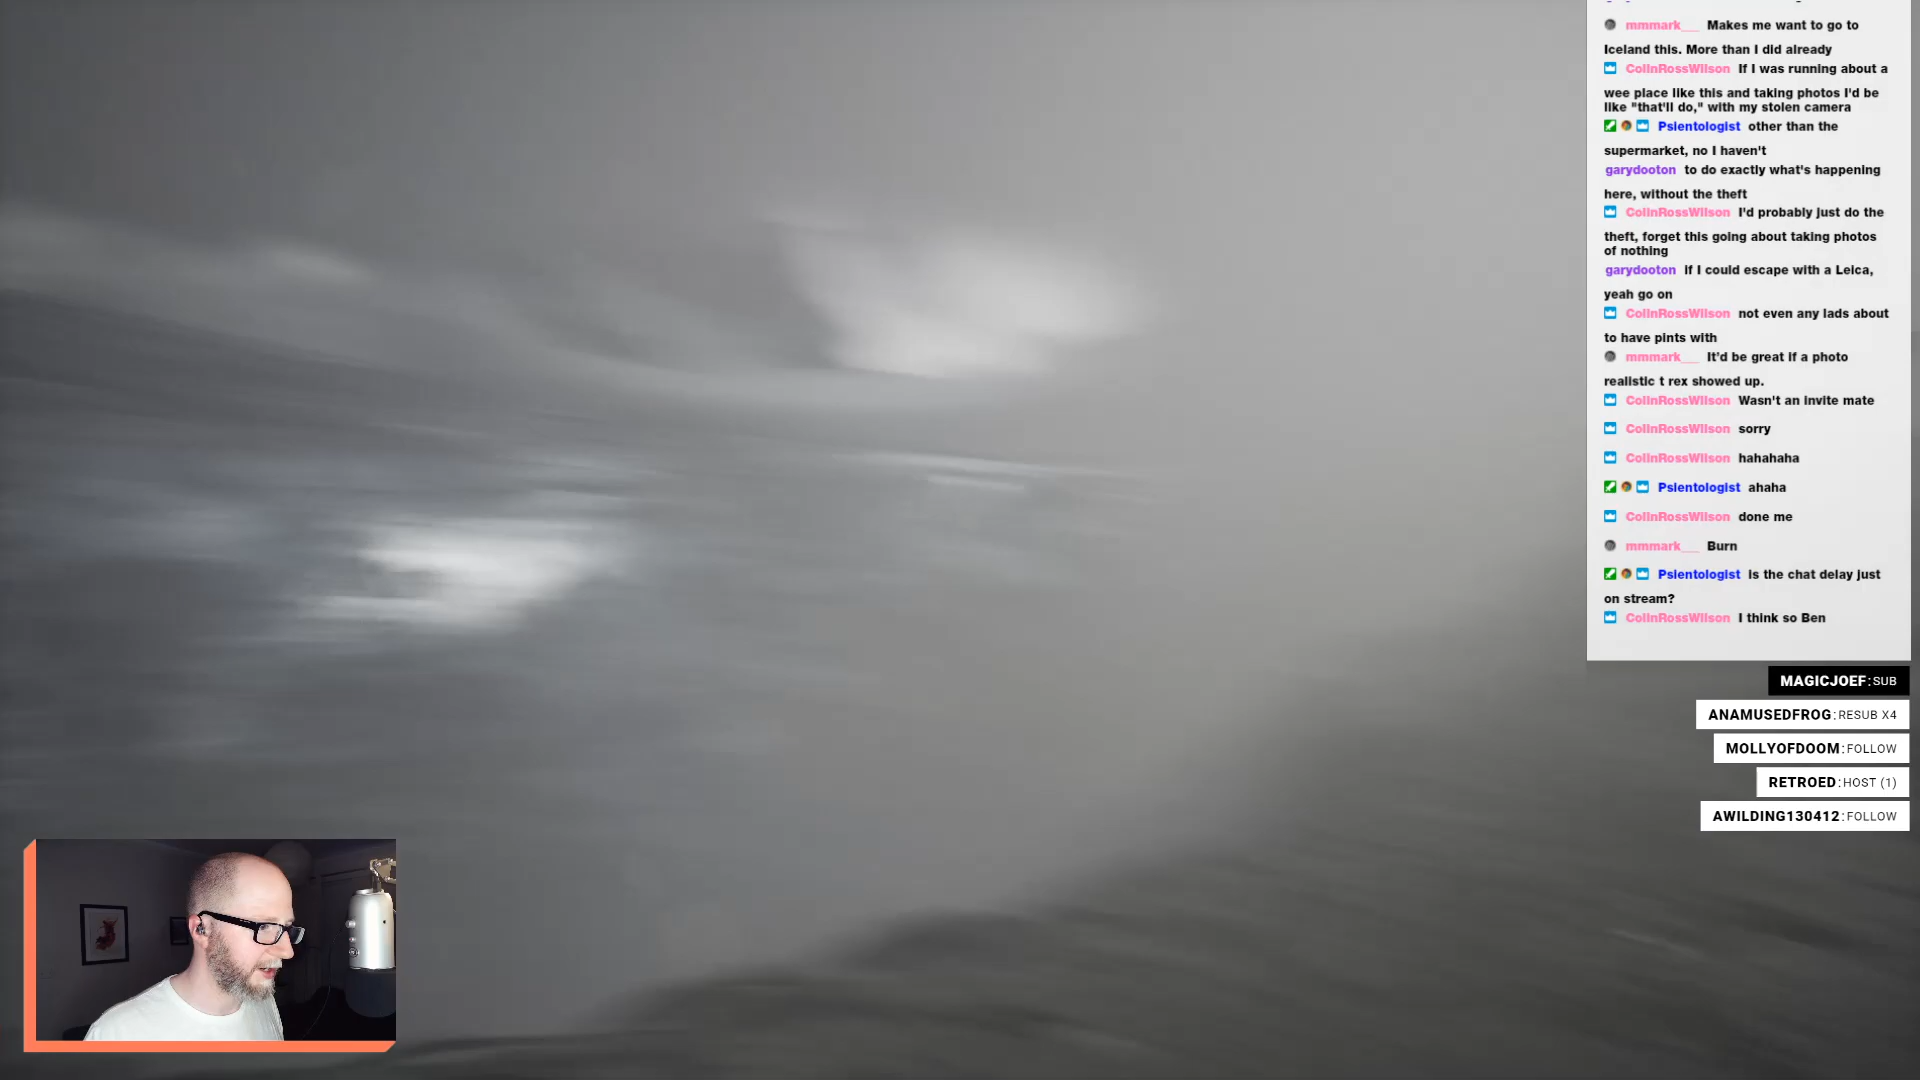 mmmark__ Makes me want to go to
Iceland this. More than I did already
ColinRossWilson If I was running about a
wee place like this and taking photos I'd be
like "that'll do," with my stolen camera
Psientologist other than the
supermarket, no I haven't
garydooton to do exactly what's happening
here, without the theft
ColinRossWilson I'd probably just do the
theft, forget this going about taking photos
of nothing
garydooton if I could escape with a Leica,
yeah go on
ColinRossWilson not even any lads about
to have pints with
mmmark__ It'd be great if a photo
realistic t rex showed up.
ColinRossWilson Wasn't an invite mate
ColinRossWilson sorry
ColinRossWilson hahahaha
Psientologist ahaha
ColinRossWilson done me
mmmark__ Burn
Psientologist is the chat delay just
on stream?
ColinRossWilson I think so Ben
MAGICJOEF:SUB
ANAMUSEDFROG:RESUB X4
MOLLYOFDOOM:FOLLOW
RETROED:HOST (1)
AWILDING130412:FOLLOW